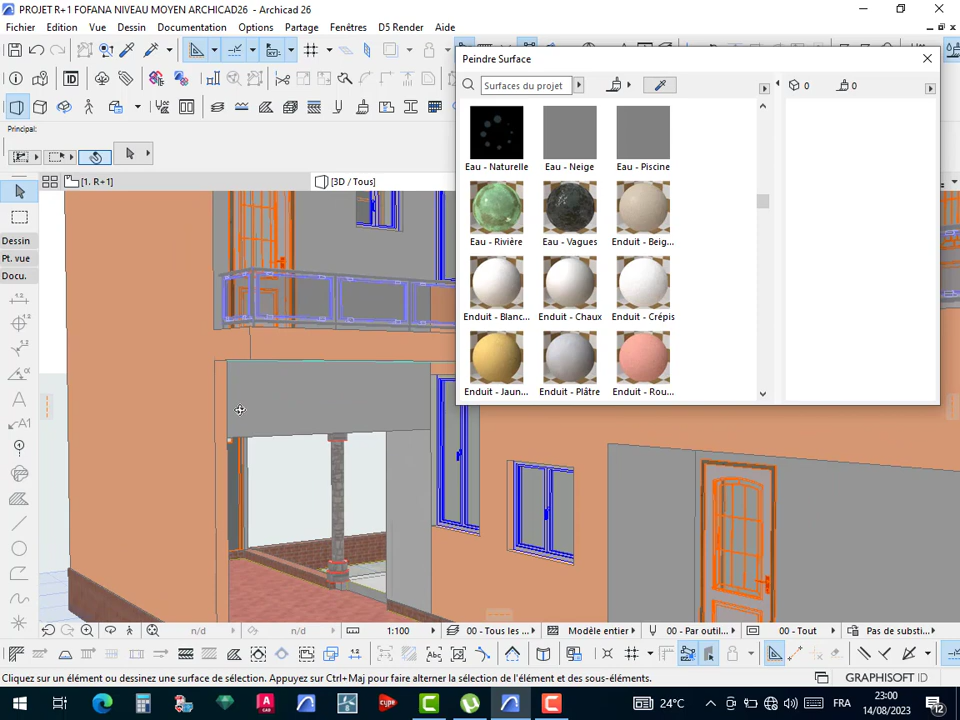 PROJET R+1 FOFANA NIVEAU MOYEN ARCHICAD26 - Archicad 26
Fichier Edition Vue Dessin Documentation Options Partage Fenêtres D5 Render Aide
Peindre Surface
Surfaces du projet
0
0
Principal:
Eau - Naturelle
Eau - Neige
Eau - Piscine
[1. R+1]
[3D / Tous]
Eau - Rivière
Eau - Vagues
Enduit - Beig...
Dessin
Pt. vue
Docu.
Enduit - Blanc...
Enduit - Chaux
Enduit - Crépis
Enduit - Jaun...
Enduit - Plâtre
Enduit - Rou...
A
A1
n/d
n/d
1:100
00 - Tous les ...
Modèle entier
00 - Par outi...
00 - Tout
Pas de substi...
Cliquez sur un élément ou dessinez une surface de sélection. Appuyez sur Ctrl+Maj pour faire alterner la sélection de l'élément et des sous-éléments.
GRAPHISOFT ID
24°C
FRA
23:00
14/08/2023
12